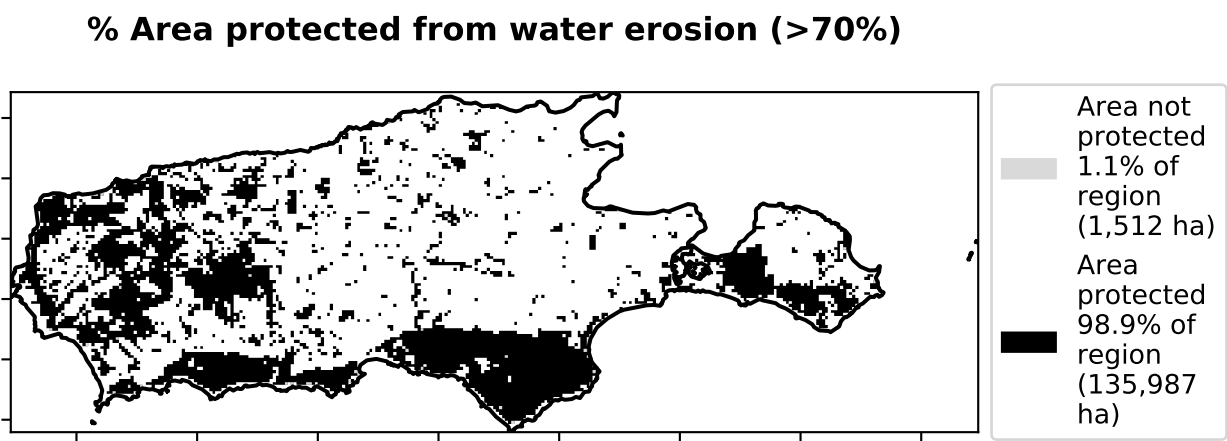 % Area protected from water erosion (>70%)
Area not
protected
1.1% of
region
(1,512 ha)
Area
protected
98.9% of
region
(135,987
ha)